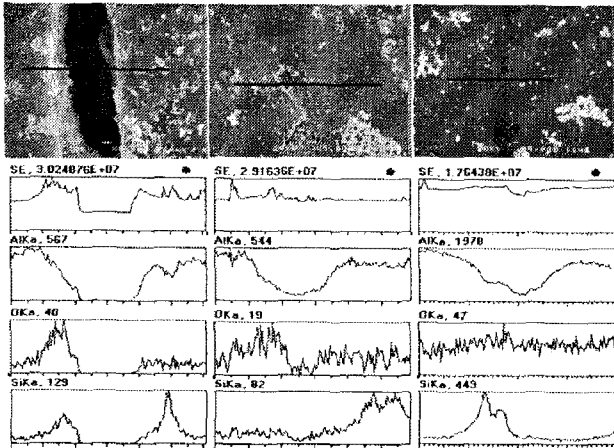 SE, 3.024876E+07 *
SE, 2.91636E+07 *
SE, 1.76438E+07 *
AlKa, 567
AlKa, 544
AlKa, 1978
OKa, 40
OKa, 19
OKa, 47
SiKa, 129
SiKa, 82
SiKa, 443